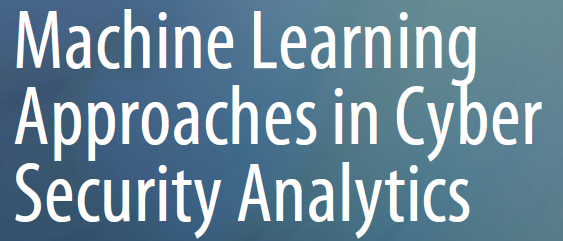 Machine Learning
Approaches in Cyber
Security Analytics